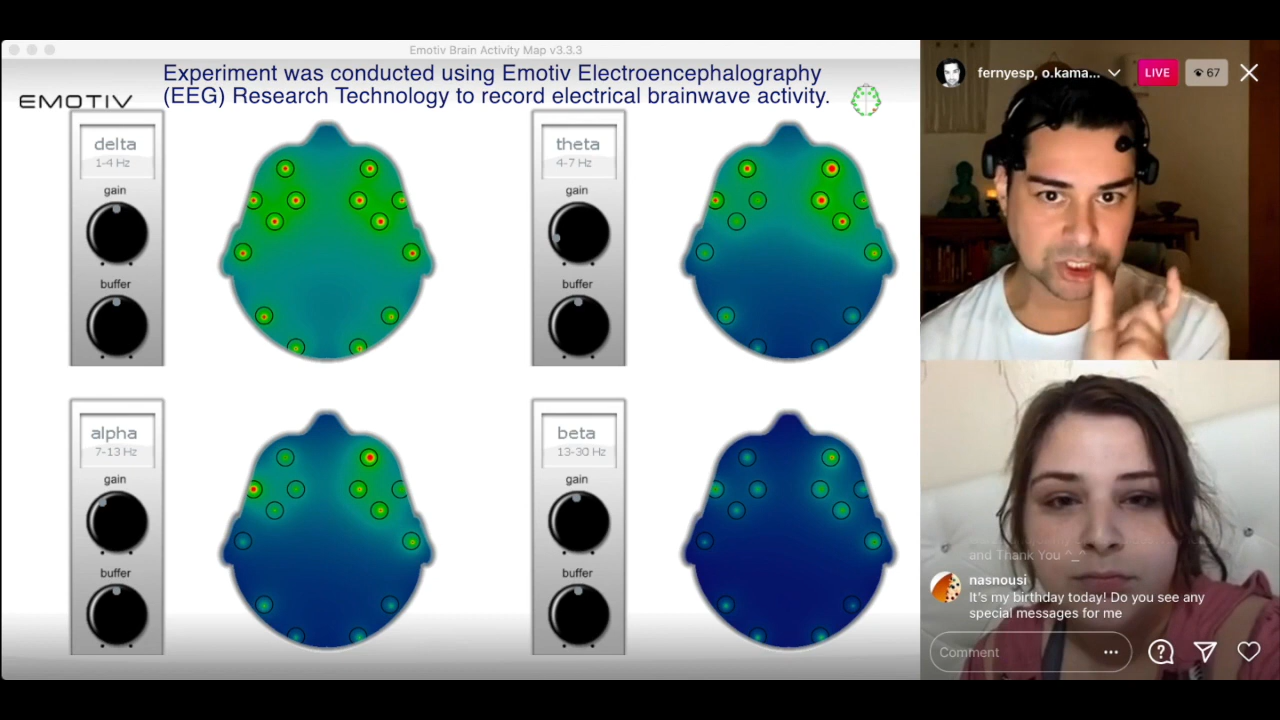 Emotiv Brain Activity Map v3.3.3
Experiment was conducted using Emotiv Electroencephalography
(EEG) Research Technology to record electrical brainwave activity.
EMOTIV
delta
1-4 Hz
gain
buffer
theta
4-7 Hz
gain
buffer
alpha
7-13 Hz
gain
buffer
beta
13-30 Hz
gain
buffer
fernyesp, o.kama...
LIVE
67
and Thank You ^_^
nasnousi
It's my birthday today! Do you see any
special messages for me
Comment